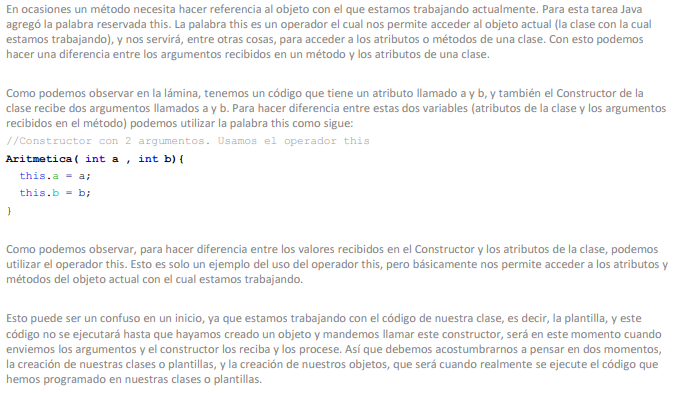 En ocasiones un método necesita hacer referencia al objeto con el que estamos trabajando actualmente. Para esta tarea Java
agregó la palabra reservada this. La palabra this es un operador el cual nos permite acceder al objeto actual (la clase con la cual
estamos trabajando), y nos servirá, entre otras cosas, para acceder a los atributos o métodos de una clase. Con esto podemos
hacer una diferencia entre los argumentos recibidos en un método y los atributos de una clase.
Como podemos observar en la lámina, tenemos un código que tiene un atributo llamado a y b, y también el Constructor de la
clase recibe dos argumentos llamados a y b. Para hacer diferencia entre estas dos variables (atributos de la clase y los argumentos
recibidos en el método) podemos utilizar la palabra this como sigue:
//Constructor con 2 argumentos. Usamos el operador this
Aritmetica( int a , int b){
this.a = a;
this.b = b;
}
Como podemos observar, para hacer diferencia entre los valores recibidos en el Constructor y los atributos de la clase, podemos
utilizar el operador this. Esto es solo un ejemplo del uso del operador this, pero básicamente nos permite acceder a los atributos y
métodos del objeto actual con el cual estamos trabajando.
Esto puede ser un confuso en un inicio, ya que estamos trabajando con el código de nuestra clase, es decir, la plantilla, y este
código no se ejecutará hasta que hayamos creado un objeto y mandemos llamar este constructor, será en este momento cuando
enviemos los argumentos y el constructor los reciba y los procese. Así que debemos acostumbrarnos a pensar en dos momentos,
la creación de nuestras clases o plantillas, y la creación de nuestros objetos, que será cuando realmente se ejecute el código que
hemos programado en nuestras clases o plantillas.